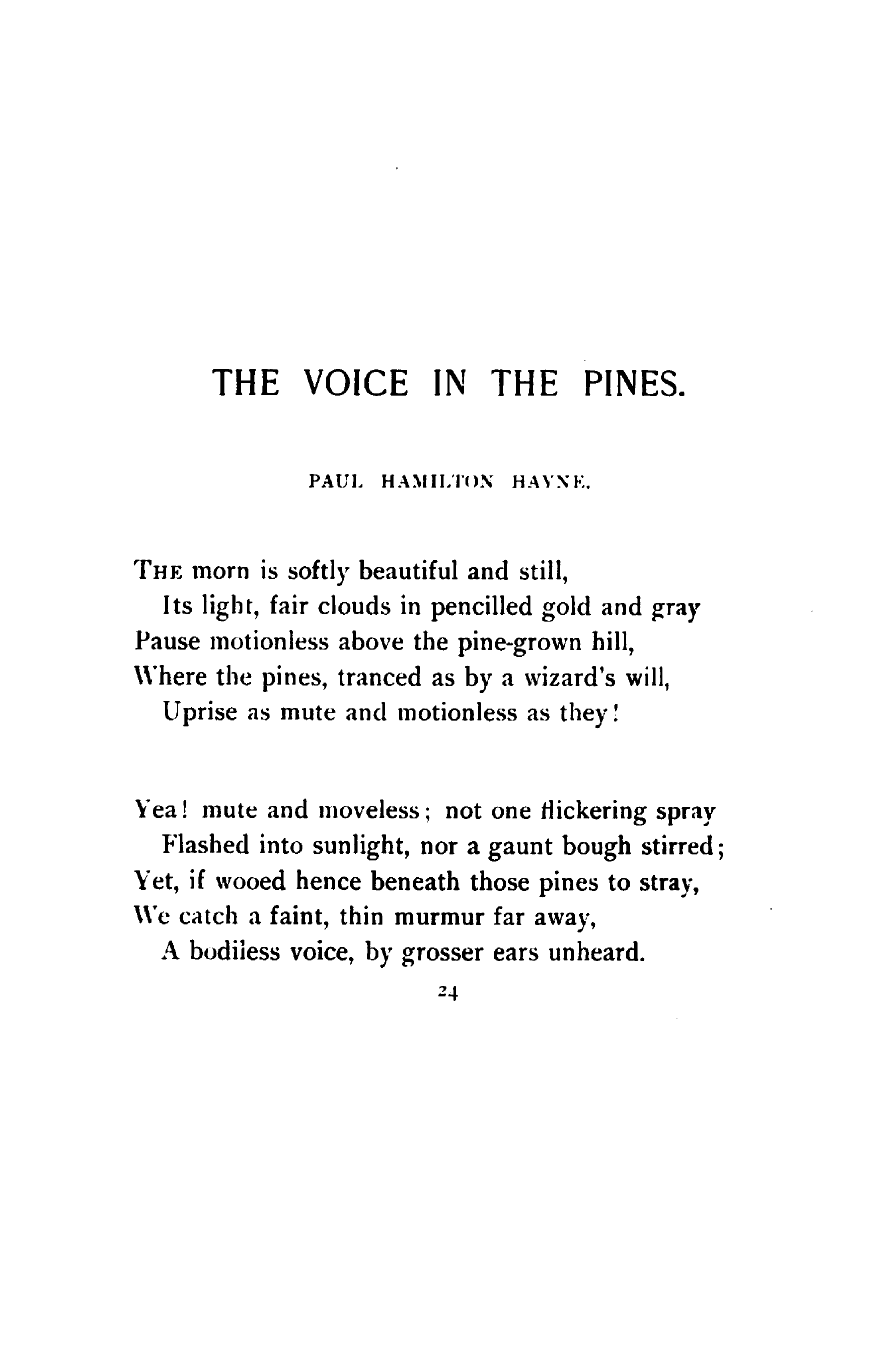 THE VOICE IN THE PINES.
PAUL HAMILTON HAYNE.
THE morn is softly beautiful and still,
Its light, fair clouds in pencilled gold and gray
Pause motionless above the pine-grown hill,
Where the pines, tranced as by a wizard's will,
Uprise as mute and motionless as they!
Yea! mute and moveless; not one flickering spray
Flashed into sunlight, nor a gaunt bough stirred;
Yet, if wooed hence beneath those pines to stray,
We catch a faint, thin murmur far away,
A bodiless voice, by grosser ears unheard.
24